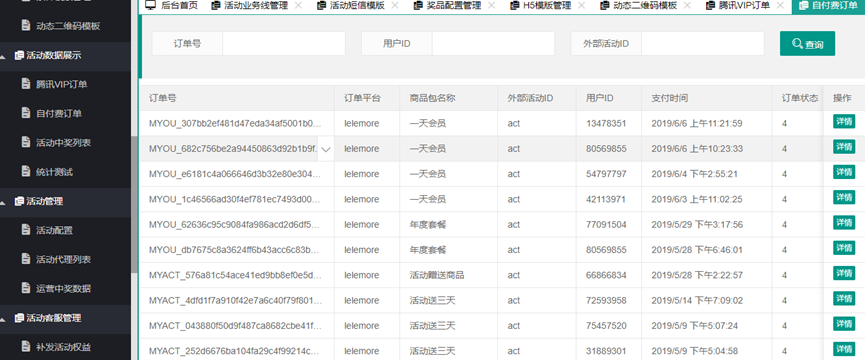 后台首页 活动业务线管理 活动短信模版 奖品配置管理 H5模版管理 动态二维码模板 腾讯VIP订单 自付费订单
动态二维码模板
活动数据展示
腾讯VIP订单
自付费订单
活动中奖列表
统计测试
活动管理
活动配置
活动代理列表
运营中奖数据
活动客服管理
补发活动权益
订单号 用户ID 外部活动ID 查询
订单号 订单平台 商品包名称 外部活动ID 用户ID 支付时间 订单状态 操作
MYOU_307bb2ef481d47eda34af5001b0... lelemore 一天会员 act 13478351 2019/6/6 上午11:21:59 4 详情
MYOU_682c756be2a94450863d92b1b9f. lelemore 一天会员 act 80569855 2019/6/6 上午10:23:33 4 详情
MYOU_e6181c4a066646d3b32e80e304... lelemore 一天会员 act 54797797 2019/6/4 下午2:55:21 4 详情
MYOU_1c46566ad30f4ef781ec7493d00... lelemore 一天会员 act 42113971 2019/6/3 上午11:02:25 4 详情
MYOU_62636c95c9084fa986acd2d6df5... lelemore 年度套餐 act 77091504 2019/5/29 下午3:17:56 4 详情
MYOU_db7675c8a3624ff6b43acc6c83b... lelemore 年度套餐 act 80569855 2019/5/28 下午6:46:01 4 详情
MYACT_576a81c54ace41ed9bb8ef0e5d... lelemore 活动赠送商品 act 66866834 2019/5/28 下午2:22:57 4 详情
MYACT_4dfd1f7a910f42e7a6c40f79f801... lelemore 活动送三天 act 72593958 2019/5/14 下午7:09:02 4 详情
MYACT_043880f50d9f487ca8682cbe41f... lelemore 活动送三天 act 75457520 2019/5/9 下午5:07:24 4 详情
MYACT_252d6676ba104fa29c4f99214c... lelemore 活动送三天 act 31889301 2019/5/9 下午5:04:58 4 详情